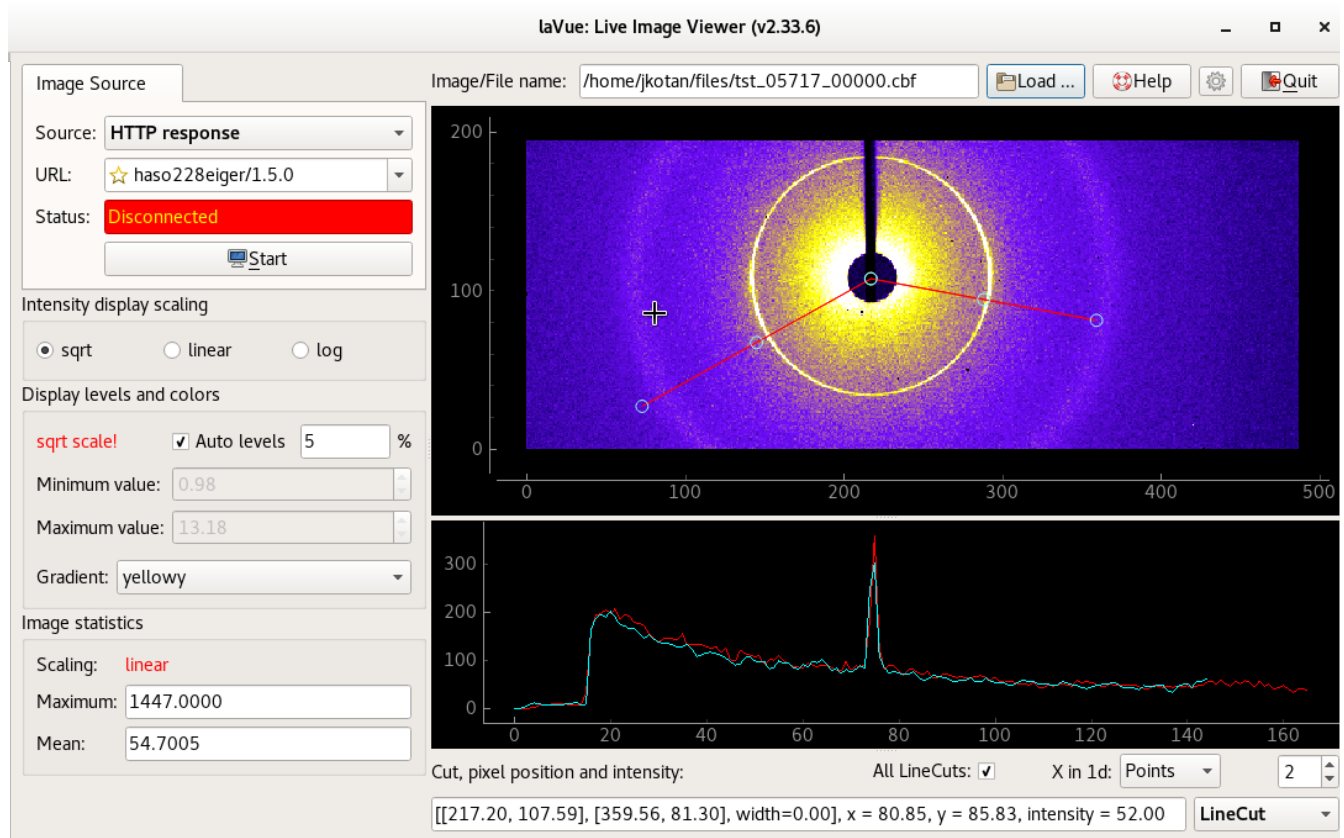 laVue: Live Image Viewer (v2.33.6)
Image Source
Image/File name: /home/jkotan/files/tst_05717_00000.cbf Load ... Help Quit
Source: HTTP response
URL: haso228eiger/1.5.0
Status: Disconnected
Start
Intensity display scaling
sqrt linear log
Display levels and colors
sqrt scale! Auto levels 5 %
Minimum value: 0.98
Maximum value: 13.18
Gradient: yellowy
Image statistics
Scaling: linear
Maximum: 1447.0000
Mean: 54.7005
200
100
0
0 100 200 300 400 500
300
200
100
0
0 20 40 60 80 100 120 140 160
Cut, pixel position and intensity: All LineCuts: X in 1d: Points 2
[[217.20, 107.59], [359.56, 81.30], width=0.00], x = 80.85, y = 85.83, intensity = 52.00 LineCut